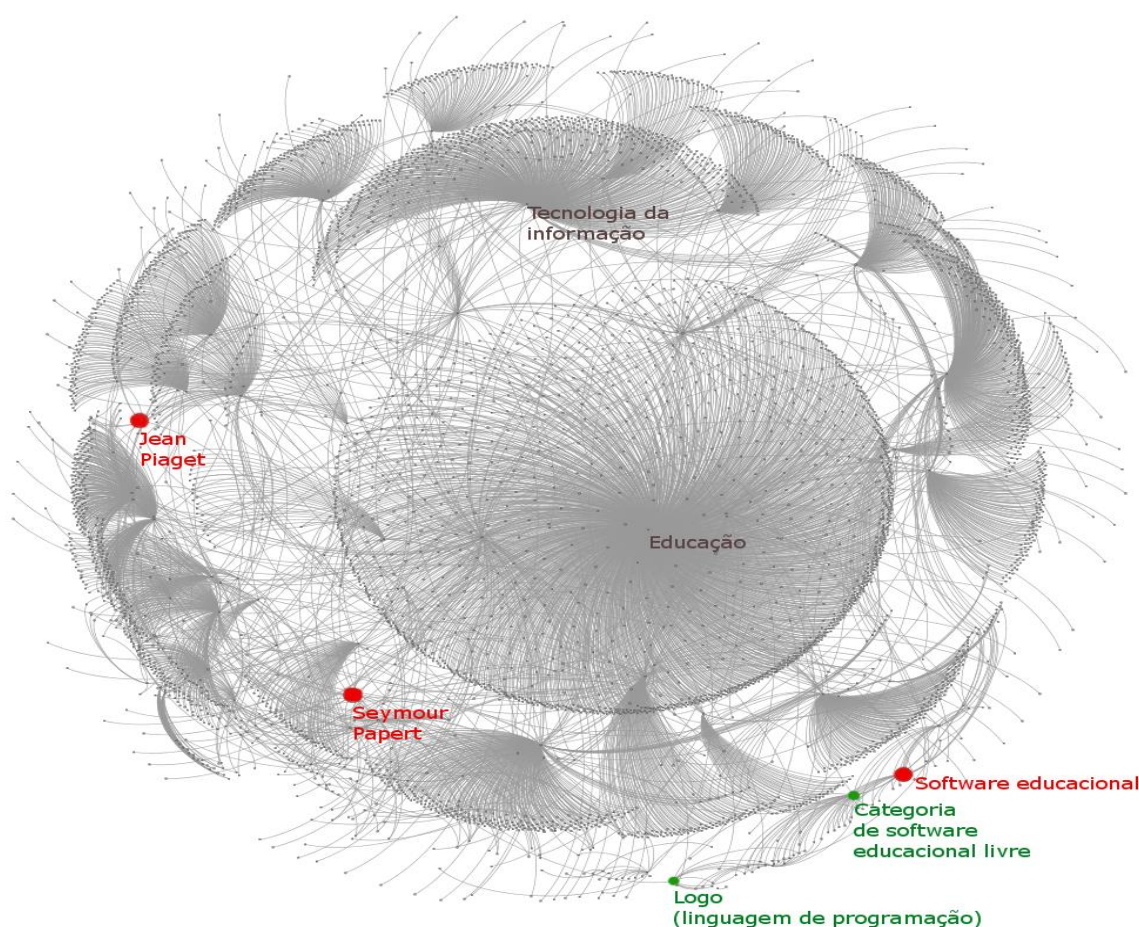 Tecnologia da
informação
Jean
Piaget
Educação
Seymour
Papert
Software educacional
Categoria
de software
educacional livre
Logo
(linguagem de programação)